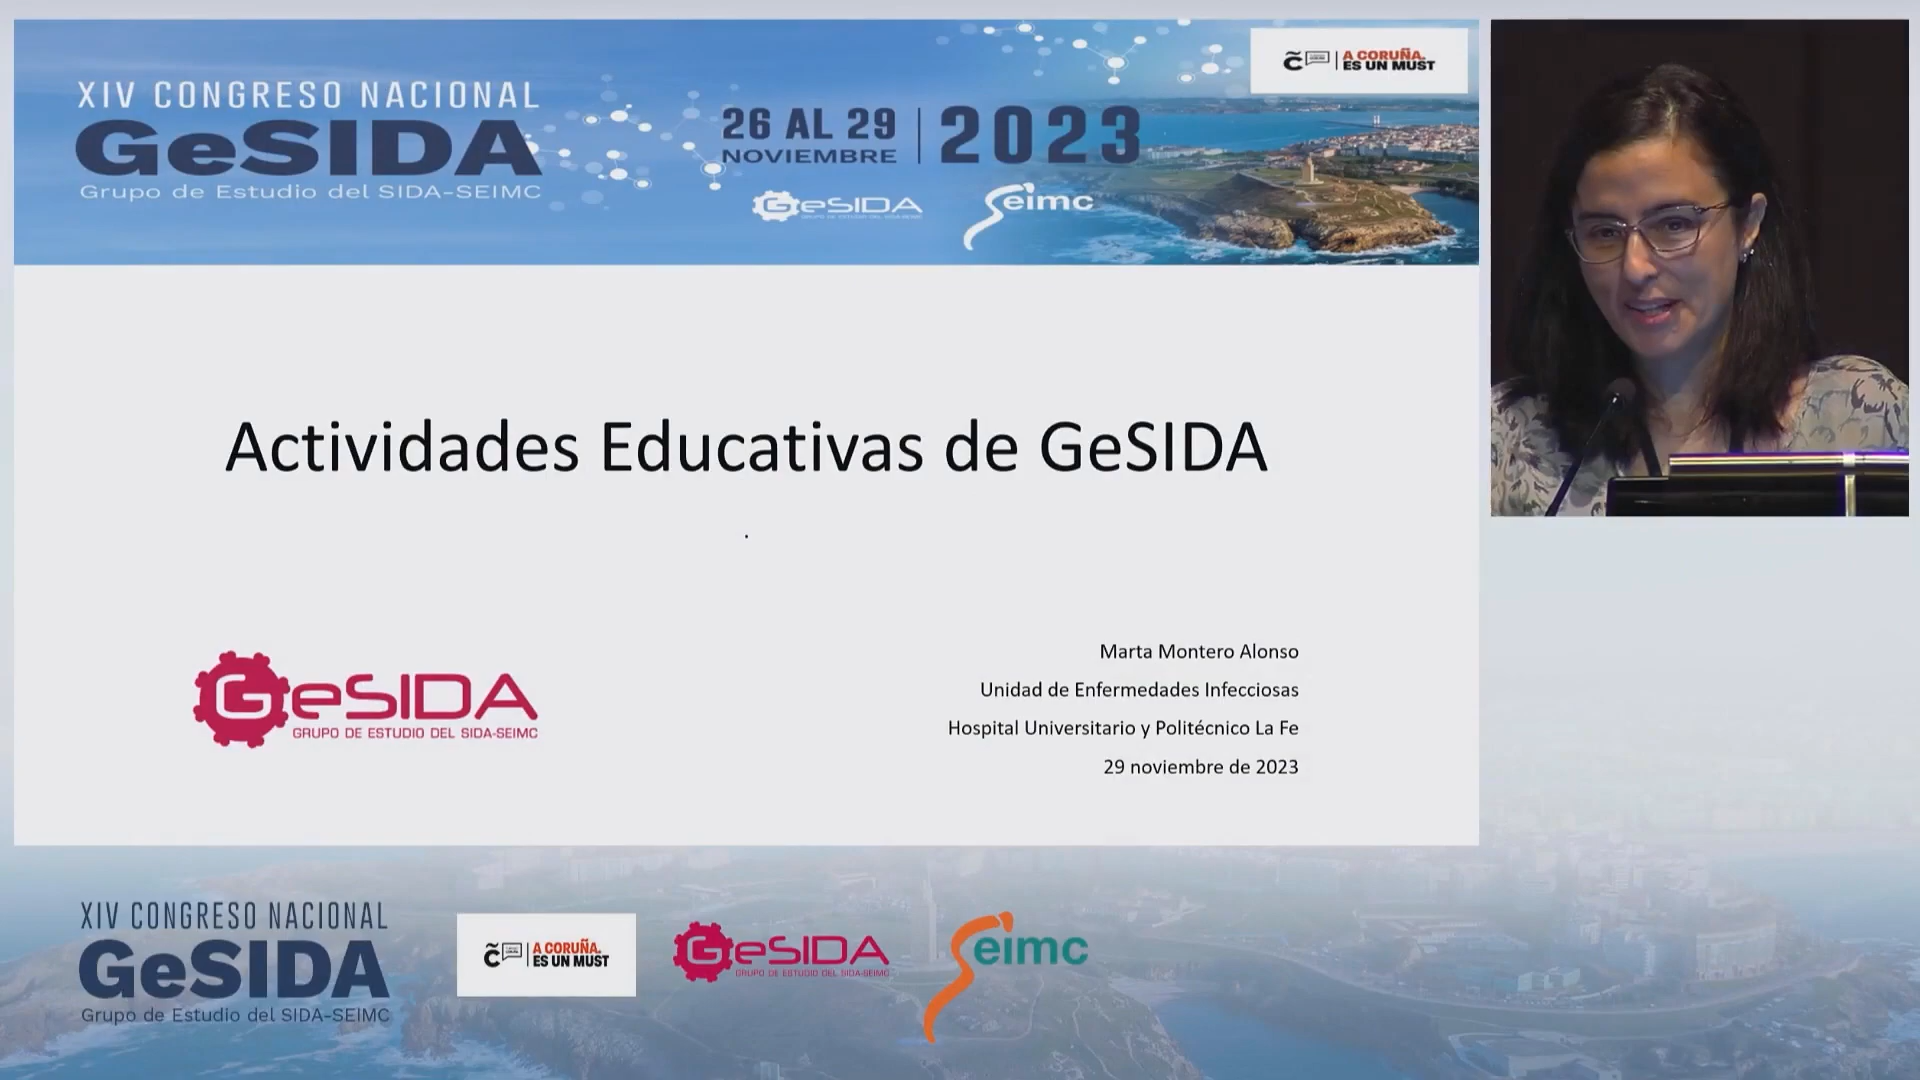 XIV CONGRESO NACIONAL
GeSIDA
Grupo de Estudio del SIDA-SEIMC
26 AL 29
NOVIEMBRE
2023
GeSIDA
Seimc
A CORUÑA.
ES UN MUST
Actividades Educativas de GeSIDA
.
GeSIDA
GRUPO DE ESTUDIO DEL SIDA-SEIMC
Marta Montero Alonso
Unidad de Enfermedades Infecciosas
Hospital Universitario y Politécnico La Fe
29 noviembre de 2023
XIV CONGRESO NACIONAL
GeSIDA
Grupo de Estudio del SIDA-SEIMC
A CORUÑA.
ES UN MUST
GeSIDA
GRUPO DE ESTUDIO DEL SIDA-SEIMC
Seimc